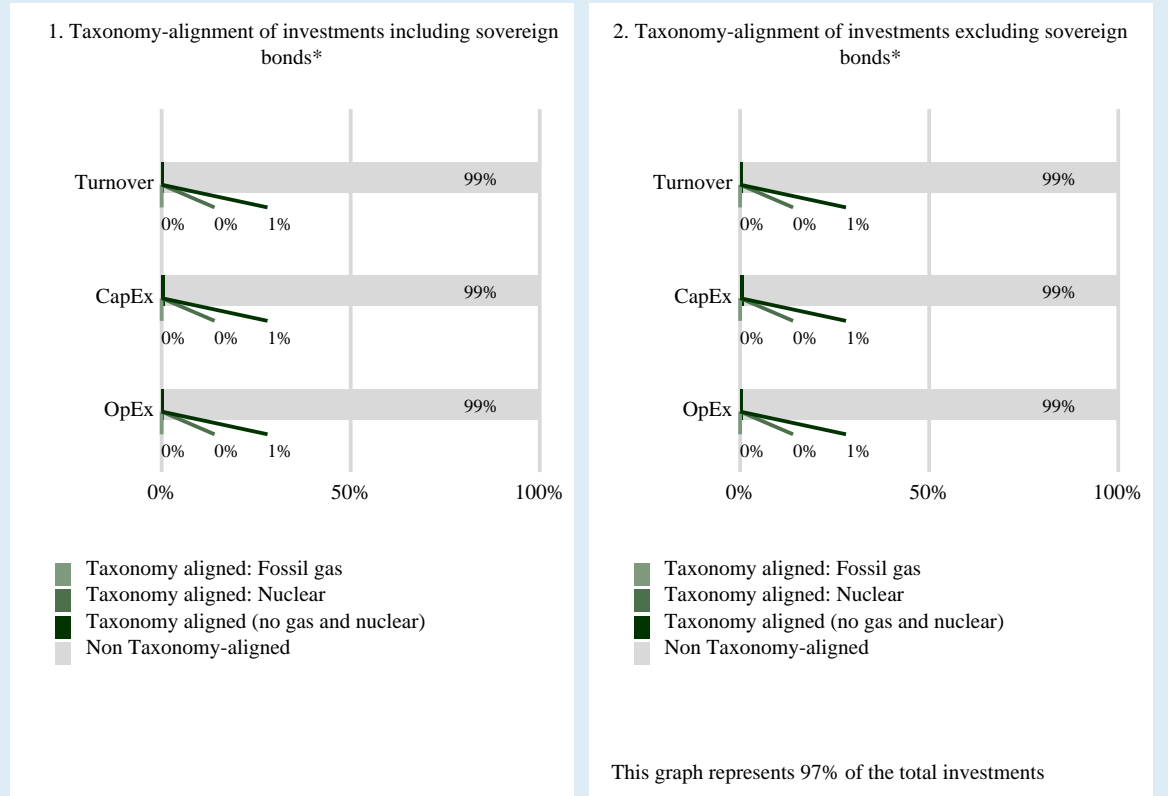 1. Taxonomy-alignment of investments including sovereign
bonds*
Turnover
99%
0% 0% 1%
CapEx
99%
0% 0% 1%
OpEx
99%
0% 0% 1%
0% 50% 100%
Taxonomy aligned: Fossil gas
Taxonomy aligned: Nuclear
Taxonomy aligned (no gas and nuclear)
Non Taxonomy-aligned
2. Taxonomy-alignment of investments excluding sovereign
bonds*
Turnover
99%
0% 0% 1%
CapEx
99%
0% 0% 1%
OpEx
99%
0% 0% 1%
0% 50% 100%
Taxonomy aligned: Fossil gas
Taxonomy aligned: Nuclear
Taxonomy aligned (no gas and nuclear)
Non Taxonomy-aligned
This graph represents 97% of the total investments